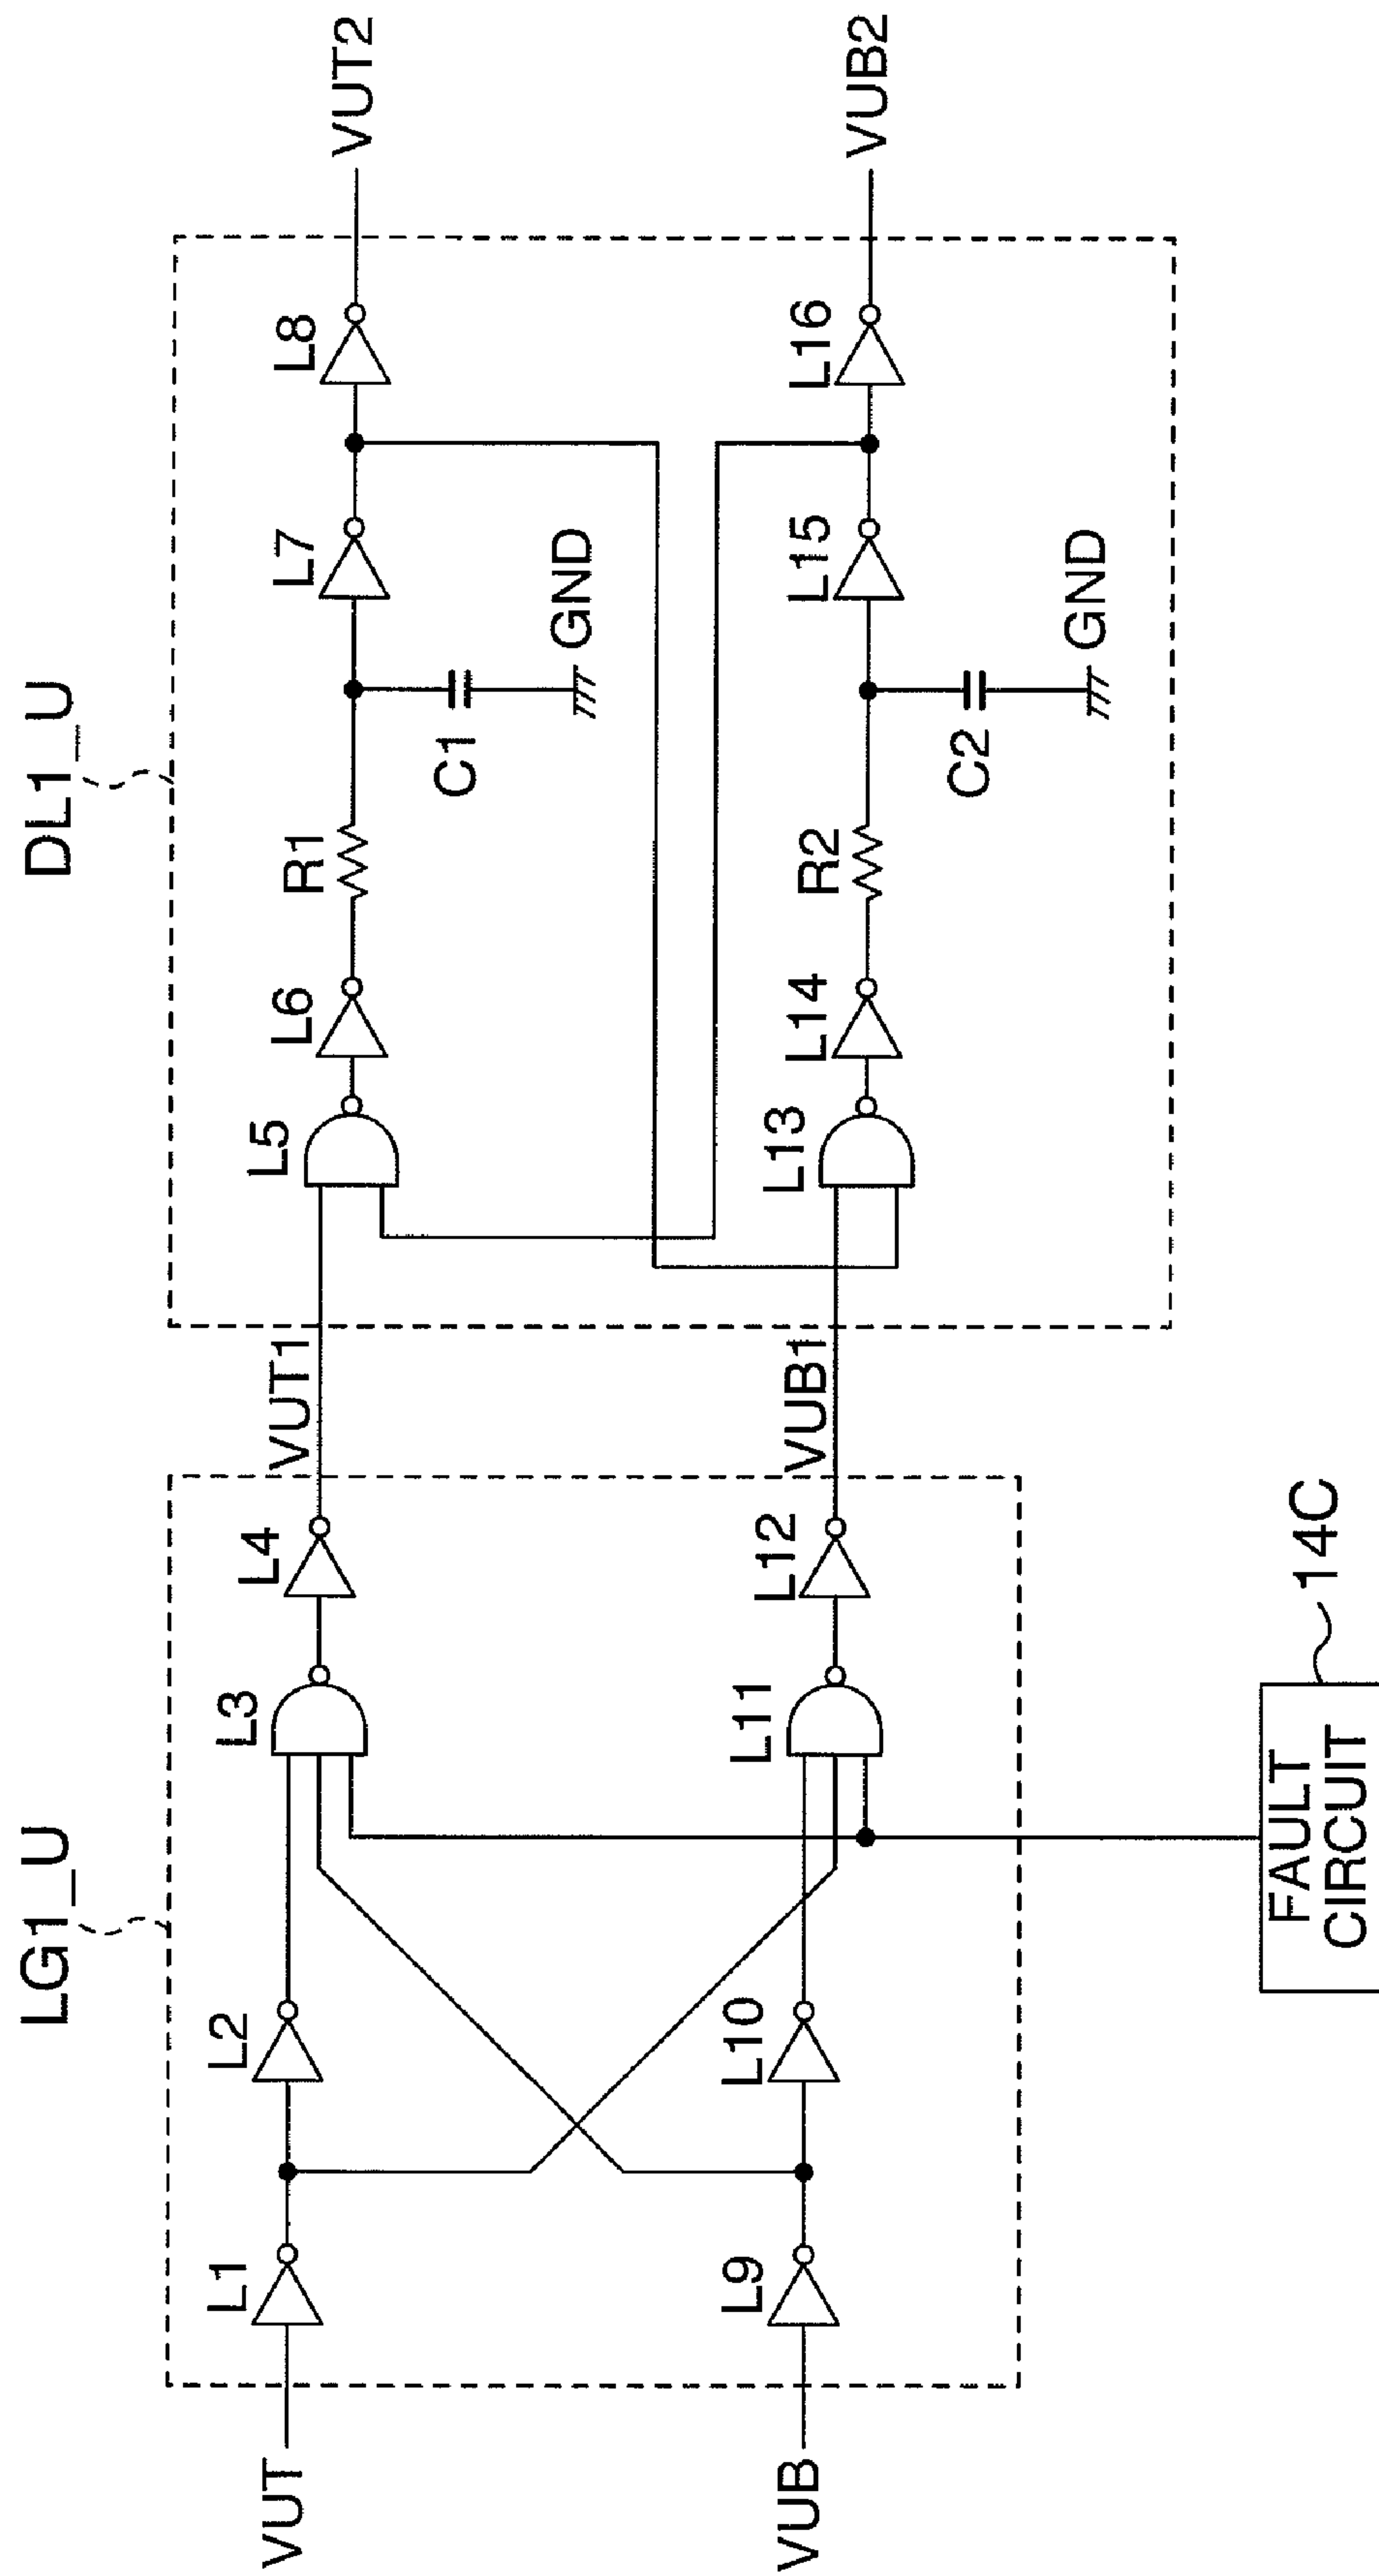 LG1_U
DL1_U
VUT
L1
L2
L3
L4
VUT1
L5
L6
R1
C1
GND
L7
L8
VUT2
VUB
L9
L10
L11
L12
VUB1
L13
L14
R2
C2
GND
L15
L16
VUB2
FAULT
CIRCUIT
14C